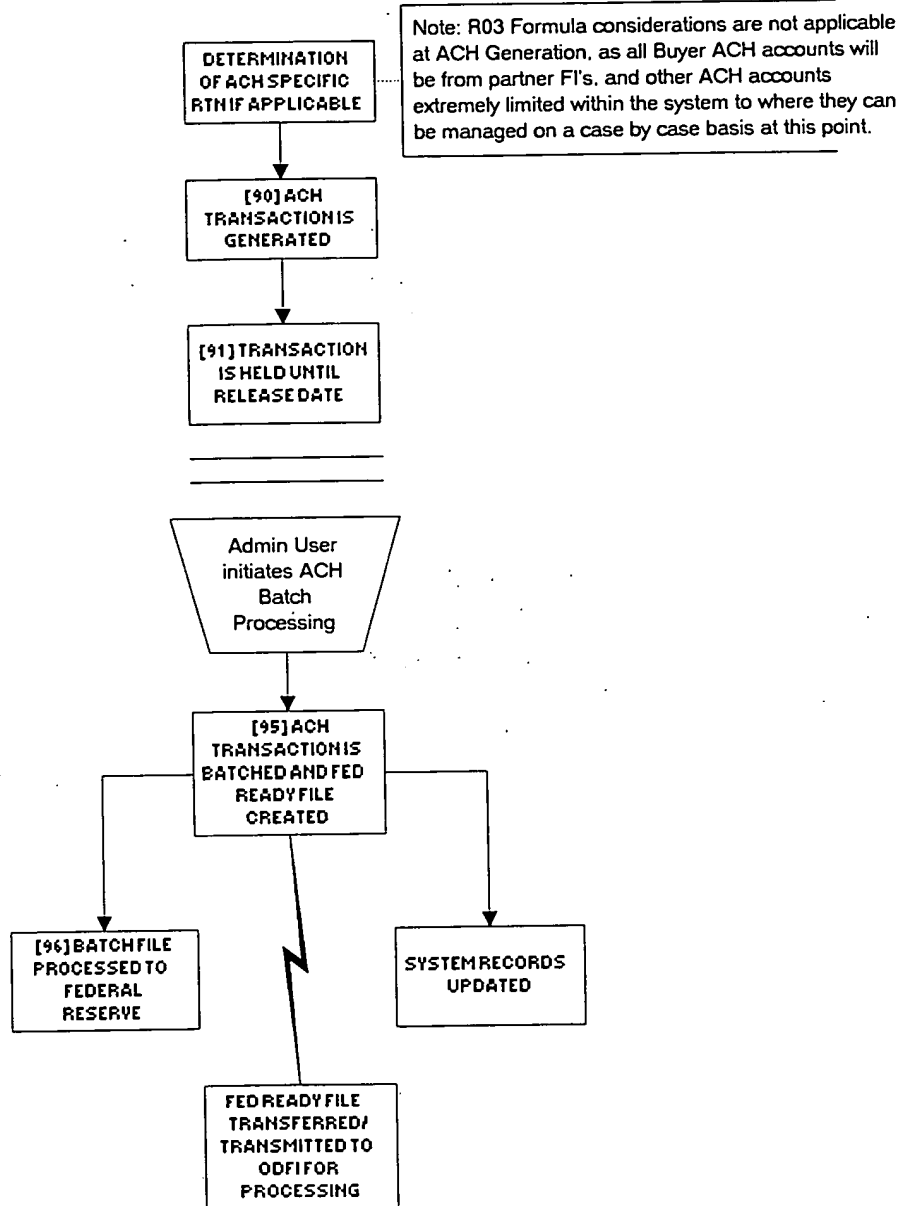 DETERMINATION
OF ACH SPECIFIC
RTN IF APPLICABLE
Note: R03 Formula considerations are not applicable
at ACH Generation, as all Buyer ACH accounts will
be from partner FI's, and other ACH accounts
extremely limited within the system to where they can
be managed on a case by case basis at this point.
[90] ACH
TRANSACTION IS
GENERATED
[91] TRANSACTION
IS HELD UNTIL
RELEASE DATE
Admin User
initiates ACH
Batch
Processing
[95] ACH
TRANSACTION IS
BATCHED AND FED
READY FILE
CREATED
[96] BATCH FILE
PROCESSED TO
FEDERAL
RESERVE
SYSTEM RECORDS
UPDATED
FED READY FILE
TRANSFERRED/
TRANSMITTED TO
ODFI FOR
PROCESSING